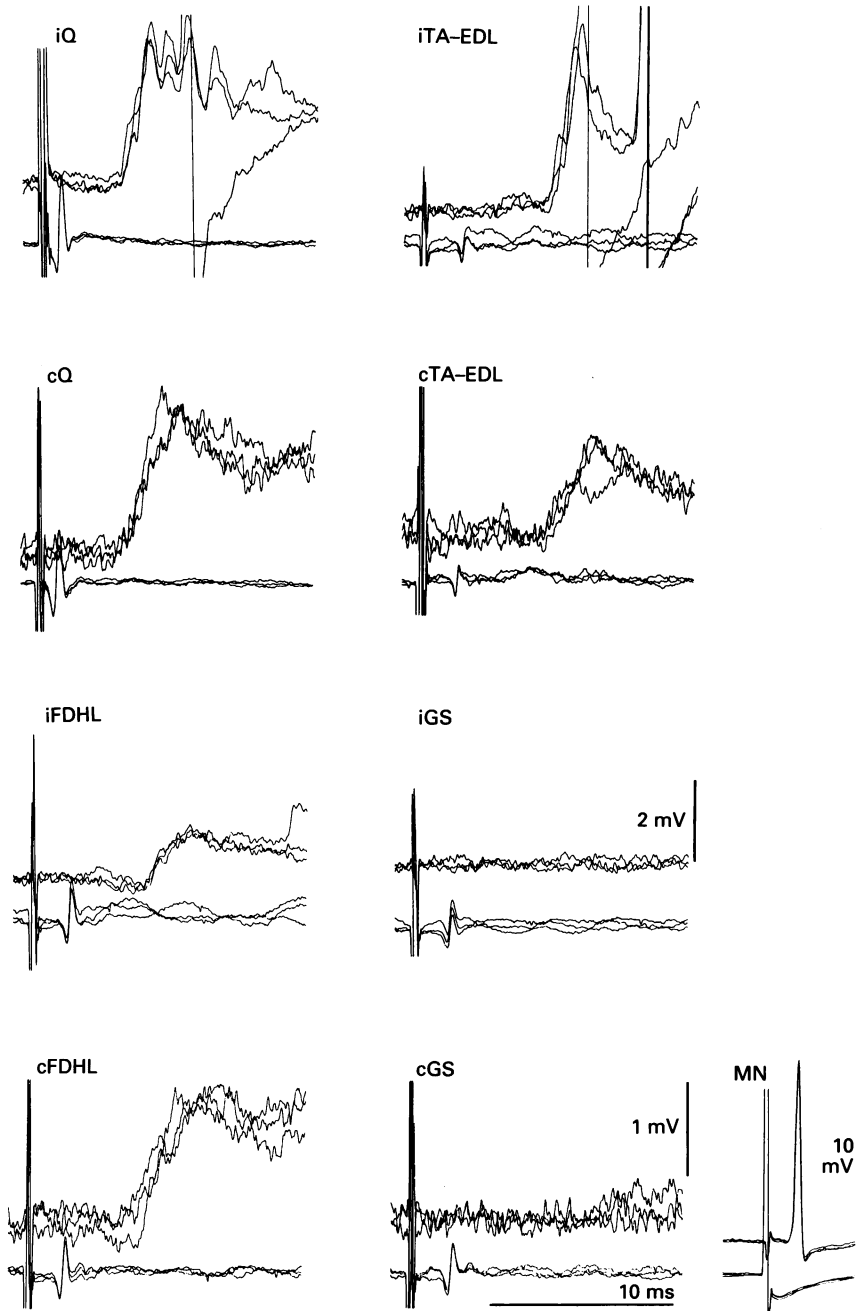 iQ
iTA–EDL
cQ
cTA–EDL
iFDHL
iGS
2 mV
cFDHL
cGS
MN
1 mV
10
mV
10 ms